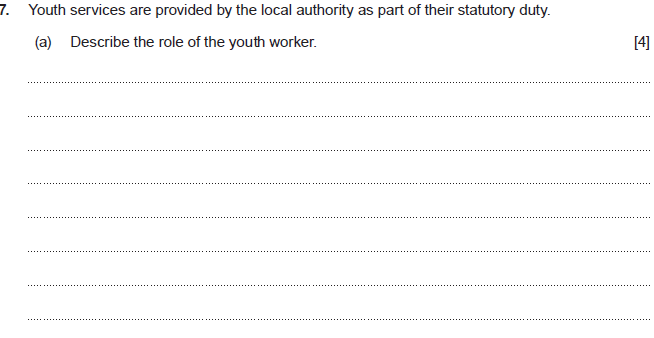 7. Youth services are provided by the local authority as part of their statutory duty.
(a) Describe the role of the youth worker. [4]